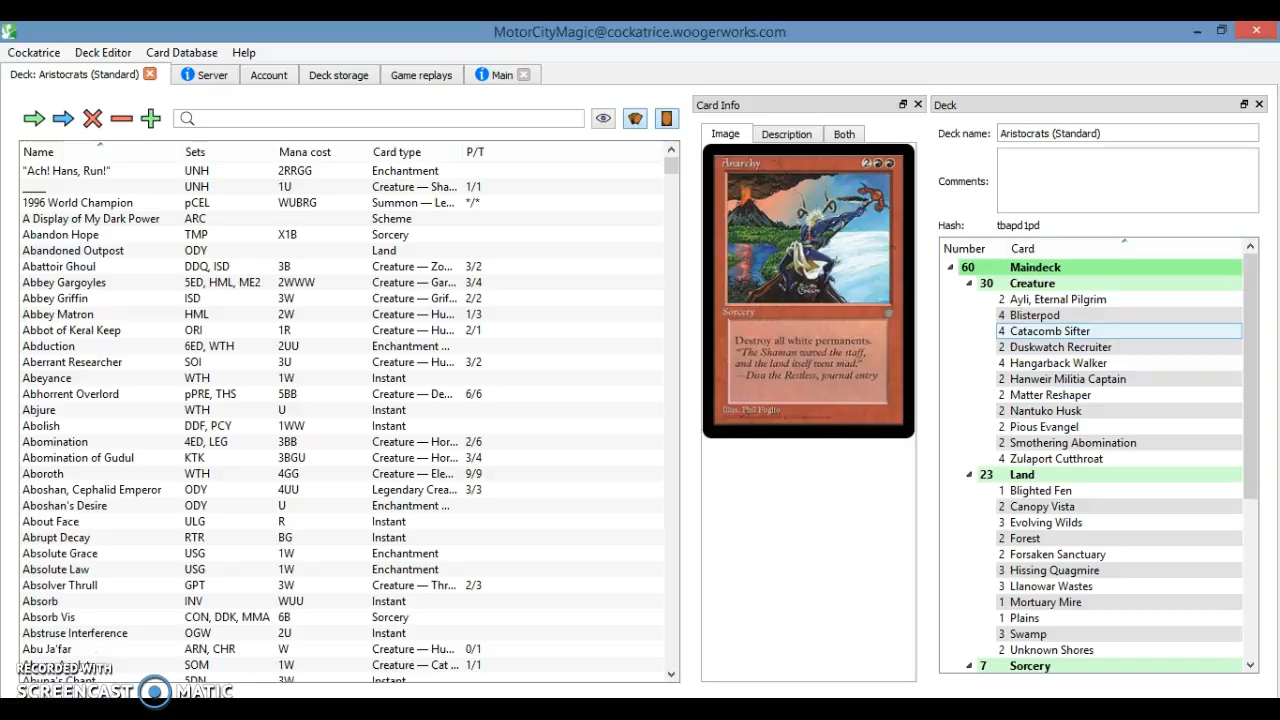 MotorCityMagic@cockatrice.woogerworks.com
Cockatrice Deck Editor Card Database Help
Deck: Aristocrats (Standard) Server Account Deck storage Game replays Main
Card Info
Deck
Image Description Both
Deck name: Aristocrats (Standard)
Comments:
Hash: tbapd1pd
Name Sets Mana cost Card type P/T
"Ach! Hans, Run!" UNH 2RRGG Enchantment
_____ UNH 1U Creature — Sha... 1/1
1996 World Champion pCEL WUBRG Summon — Le... */*
A Display of My Dark Power ARC Scheme
Abandon Hope TMP X1B Sorcery
Abandoned Outpost ODY Land
Abattoir Ghoul DDQ, ISD 3B Creature — Zo... 3/2
Abbey Gargoyles 5ED, HML, ME2 2WWW Creature — Gar... 3/4
Abbey Griffin ISD 3W Creature — Grif... 2/2
Abbey Matron HML 2W Creature — Hu... 1/3
Abbot of Keral Keep ORI 1R Creature — Hu... 2/1
Abduction 6ED, WTH 2UU Enchantment ...
Aberrant Researcher SOI 3U Creature — Hu... 3/2
Abeyance WTH 1W Instant
Abhorrent Overlord pPRE, THS 5BB Creature — De... 6/6
Abjure WTH U Instant
Abolish DDF, PCY 1WW Instant
Abomination 4ED, LEG 3BB Creature — Hor... 2/6
Abomination of Gudul KTK 3BGU Creature — Hor... 3/4
Aboroth WTH 4GG Creature — Ele... 9/9
Aboshan, Cephalid Emperor ODY 4UU Legendary Crea... 3/3
Aboshan's Desire ODY U Enchantment ...
About Face ULG R Instant
Abrupt Decay RTR BG Instant
Absolute Grace USG 1W Enchantment
Absolute Law USG 1W Enchantment
Absolver Thrull GPT 3W Creature — Thr... 2/3
Absorb INV WUU Instant
Absorb Vis CON, DDK, MMA 6B Sorcery
Abstruse Interference OGW 2U Instant
Abu Ja'far ARN, CHR W Creature — Hu... 0/1
SOM 1W Creature — Cat ... 1/1
Abuna's Chant 5DN 3W Instant
RECORDED WITH
SCREENCAST MATIC
Anarchy 2
Sorcery
Destroy all white permanents.
"The Shaman waved the staff,
and the land itself went mad."
—Disa the Restless, journal entry
Illus. Phil Foglio
Number Card
60 Maindeck
30 Creature
2 Ayli, Eternal Pilgrim
4 Blisterpod
4 Catacomb Sifter
2 Duskwatch Recruiter
4 Hangarback Walker
2 Hanweir Militia Captain
2 Matter Reshaper
2 Nantuko Husk
2 Pious Evangel
2 Smothering Abomination
4 Zulaport Cutthroat
23 Land
1 Blighted Fen
2 Canopy Vista
3 Evolving Wilds
2 Forest
2 Forsaken Sanctuary
3 Hissing Quagmire
3 Llanowar Wastes
1 Mortuary Mire
1 Plains
3 Swamp
2 Unknown Shores
7 Sorcery